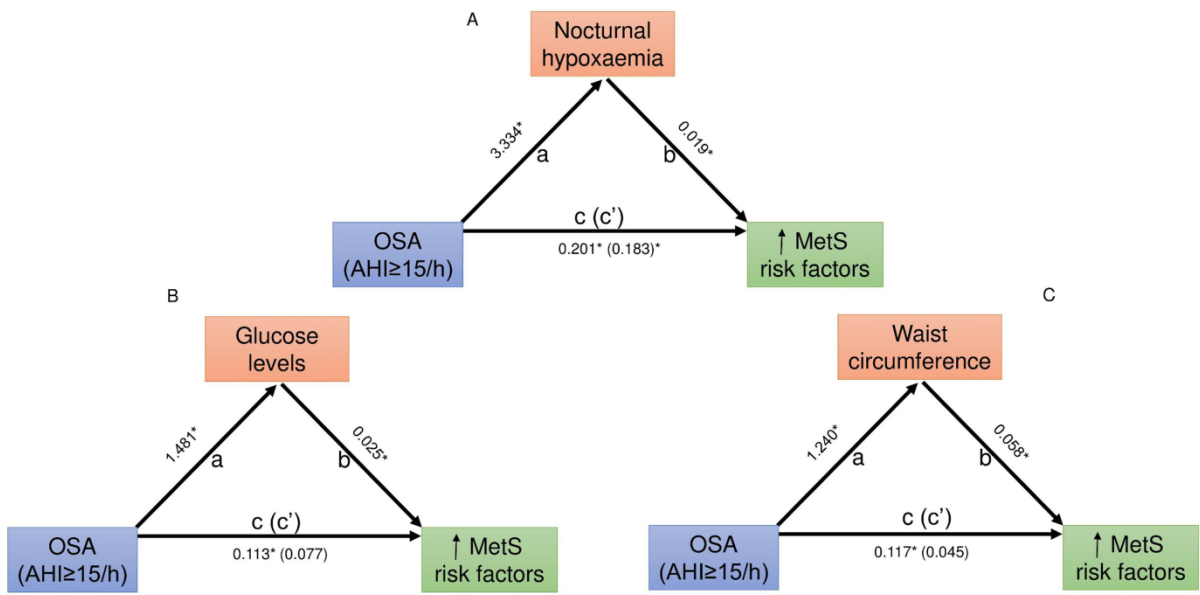 A
Nocturnal
hypoxaemia
3.334*
a
0.019*
b
c (c’)
0.201* (0.183)*
OSA
(AHI≥15/h)
↑ MetS
risk factors
B
Glucose
levels
1.481*
a
0.025*
b
c (c’)
0.113* (0.077)
OSA
(AHI≥15/h)
↑ MetS
risk factors
C
Waist
circumference
1.240*
a
0.058*
b
c (c’)
0.117* (0.045)
OSA
(AHI≥15/h)
↑ MetS
risk factors